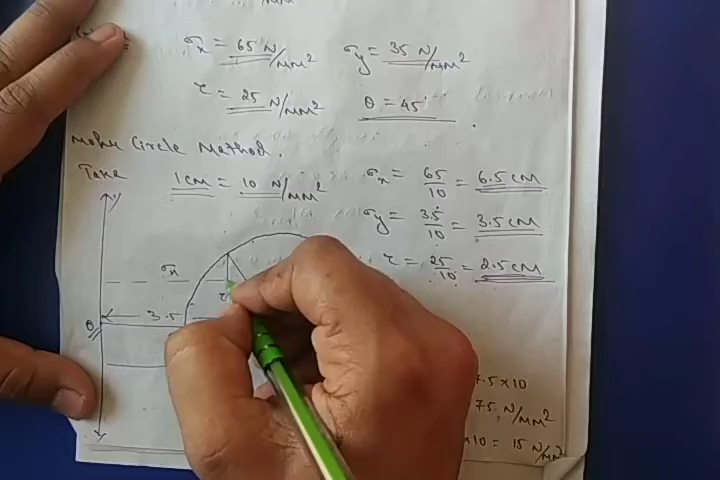 σx = 65 N/MM² σy = 35 N/MM²
τ = 25 N/MM² θ = 45°
Mohr Circle Method.
Take 1CM = 10 N/MM² σx = 65/10 = 6.5 CM
σy = 35/10 = 3.5 CM
τ = 25/10 = 2.5 CM
Y
σx
τ
O 3.5
7.5 × 10
75 N/MM²
×10 = 15 N/MM²